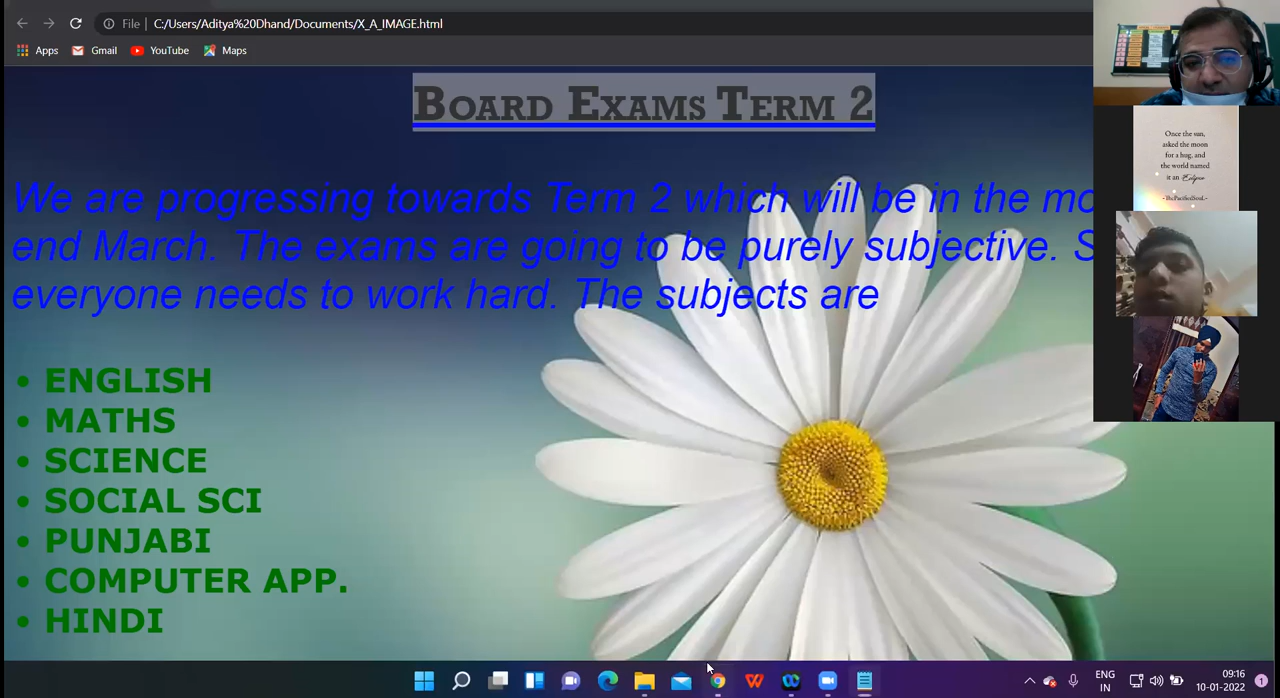 File | C:/Users/Aditya%20Dhand/Documents/X_A_IMAGE.html
Apps Gmail YouTube Maps
Board Exams Term 2
We are progressing towards Term 2 which will be in the
end March. The exams are going to be purely subjective.
everyone needs to work hard. The subjects are
• ENGLISH
• MATHS
• SCIENCE
• SOCIAL SCI
• PUNJABI
• COMPUTER APP.
• HINDI
Once the sun,
asked the moon
for a hug, and
the world named
it an Eclipse
-ThePacifiedSoul.-
ENG
IN
09:16
10-01-2022
1